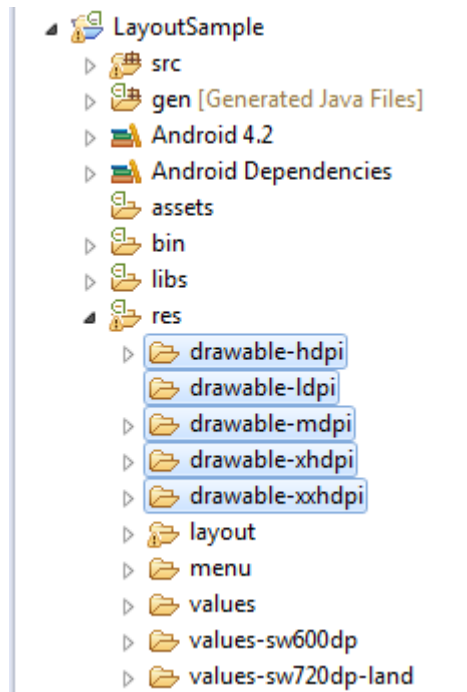 LayoutSample
src
gen [Generated Java Files]
Android 4.2
Android Dependencies
assets
bin
libs
res
drawable-hdpi
drawable-ldpi
drawable-mdpi
drawable-xhdpi
drawable-xxhdpi
layout
menu
values
values-sw600dp
values-sw720dp-land